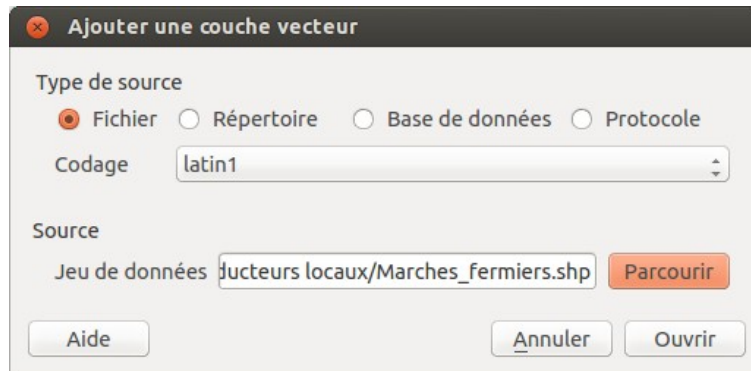 Ajouter une couche vecteur
Type de source
Fichier Répertoire Base de données Protocole
Codage latin1
Source
Jeu de données ducteurs locaux/Marches_fermiers.shp Parcourir
Aide Annuler Ouvrir